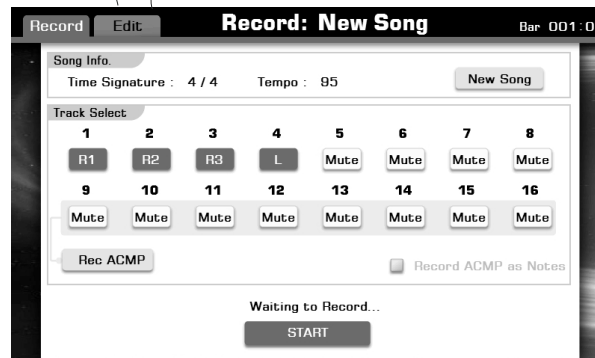 Record Edit Record: New Song Bar 001:0
Song Info.
Time Signature : 4 / 4 Tempo : 95 New Song
Track Select
1 2 3 4 5 6 7 8
R1 R2 R3 L Mute Mute Mute Mute
9 10 11 12 13 14 15 16
Mute Mute Mute Mute Mute Mute Mute Mute
Rec ACMP Record ACMP as Notes
Waiting to Record...
START